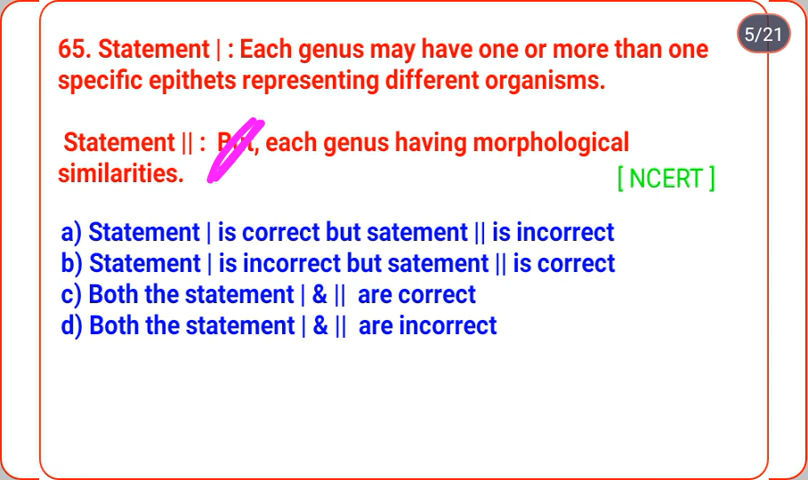 5/21
65. Statement | : Each genus may have one or more than one
specific epithets representing different organisms.
Statement || : But, each genus having morphological
similarities.
[ NCERT ]
a) Statement | is correct but satement || is incorrect
b) Statement | is incorrect but satement || is correct
c) Both the statement | & || are correct
d) Both the statement | & || are incorrect